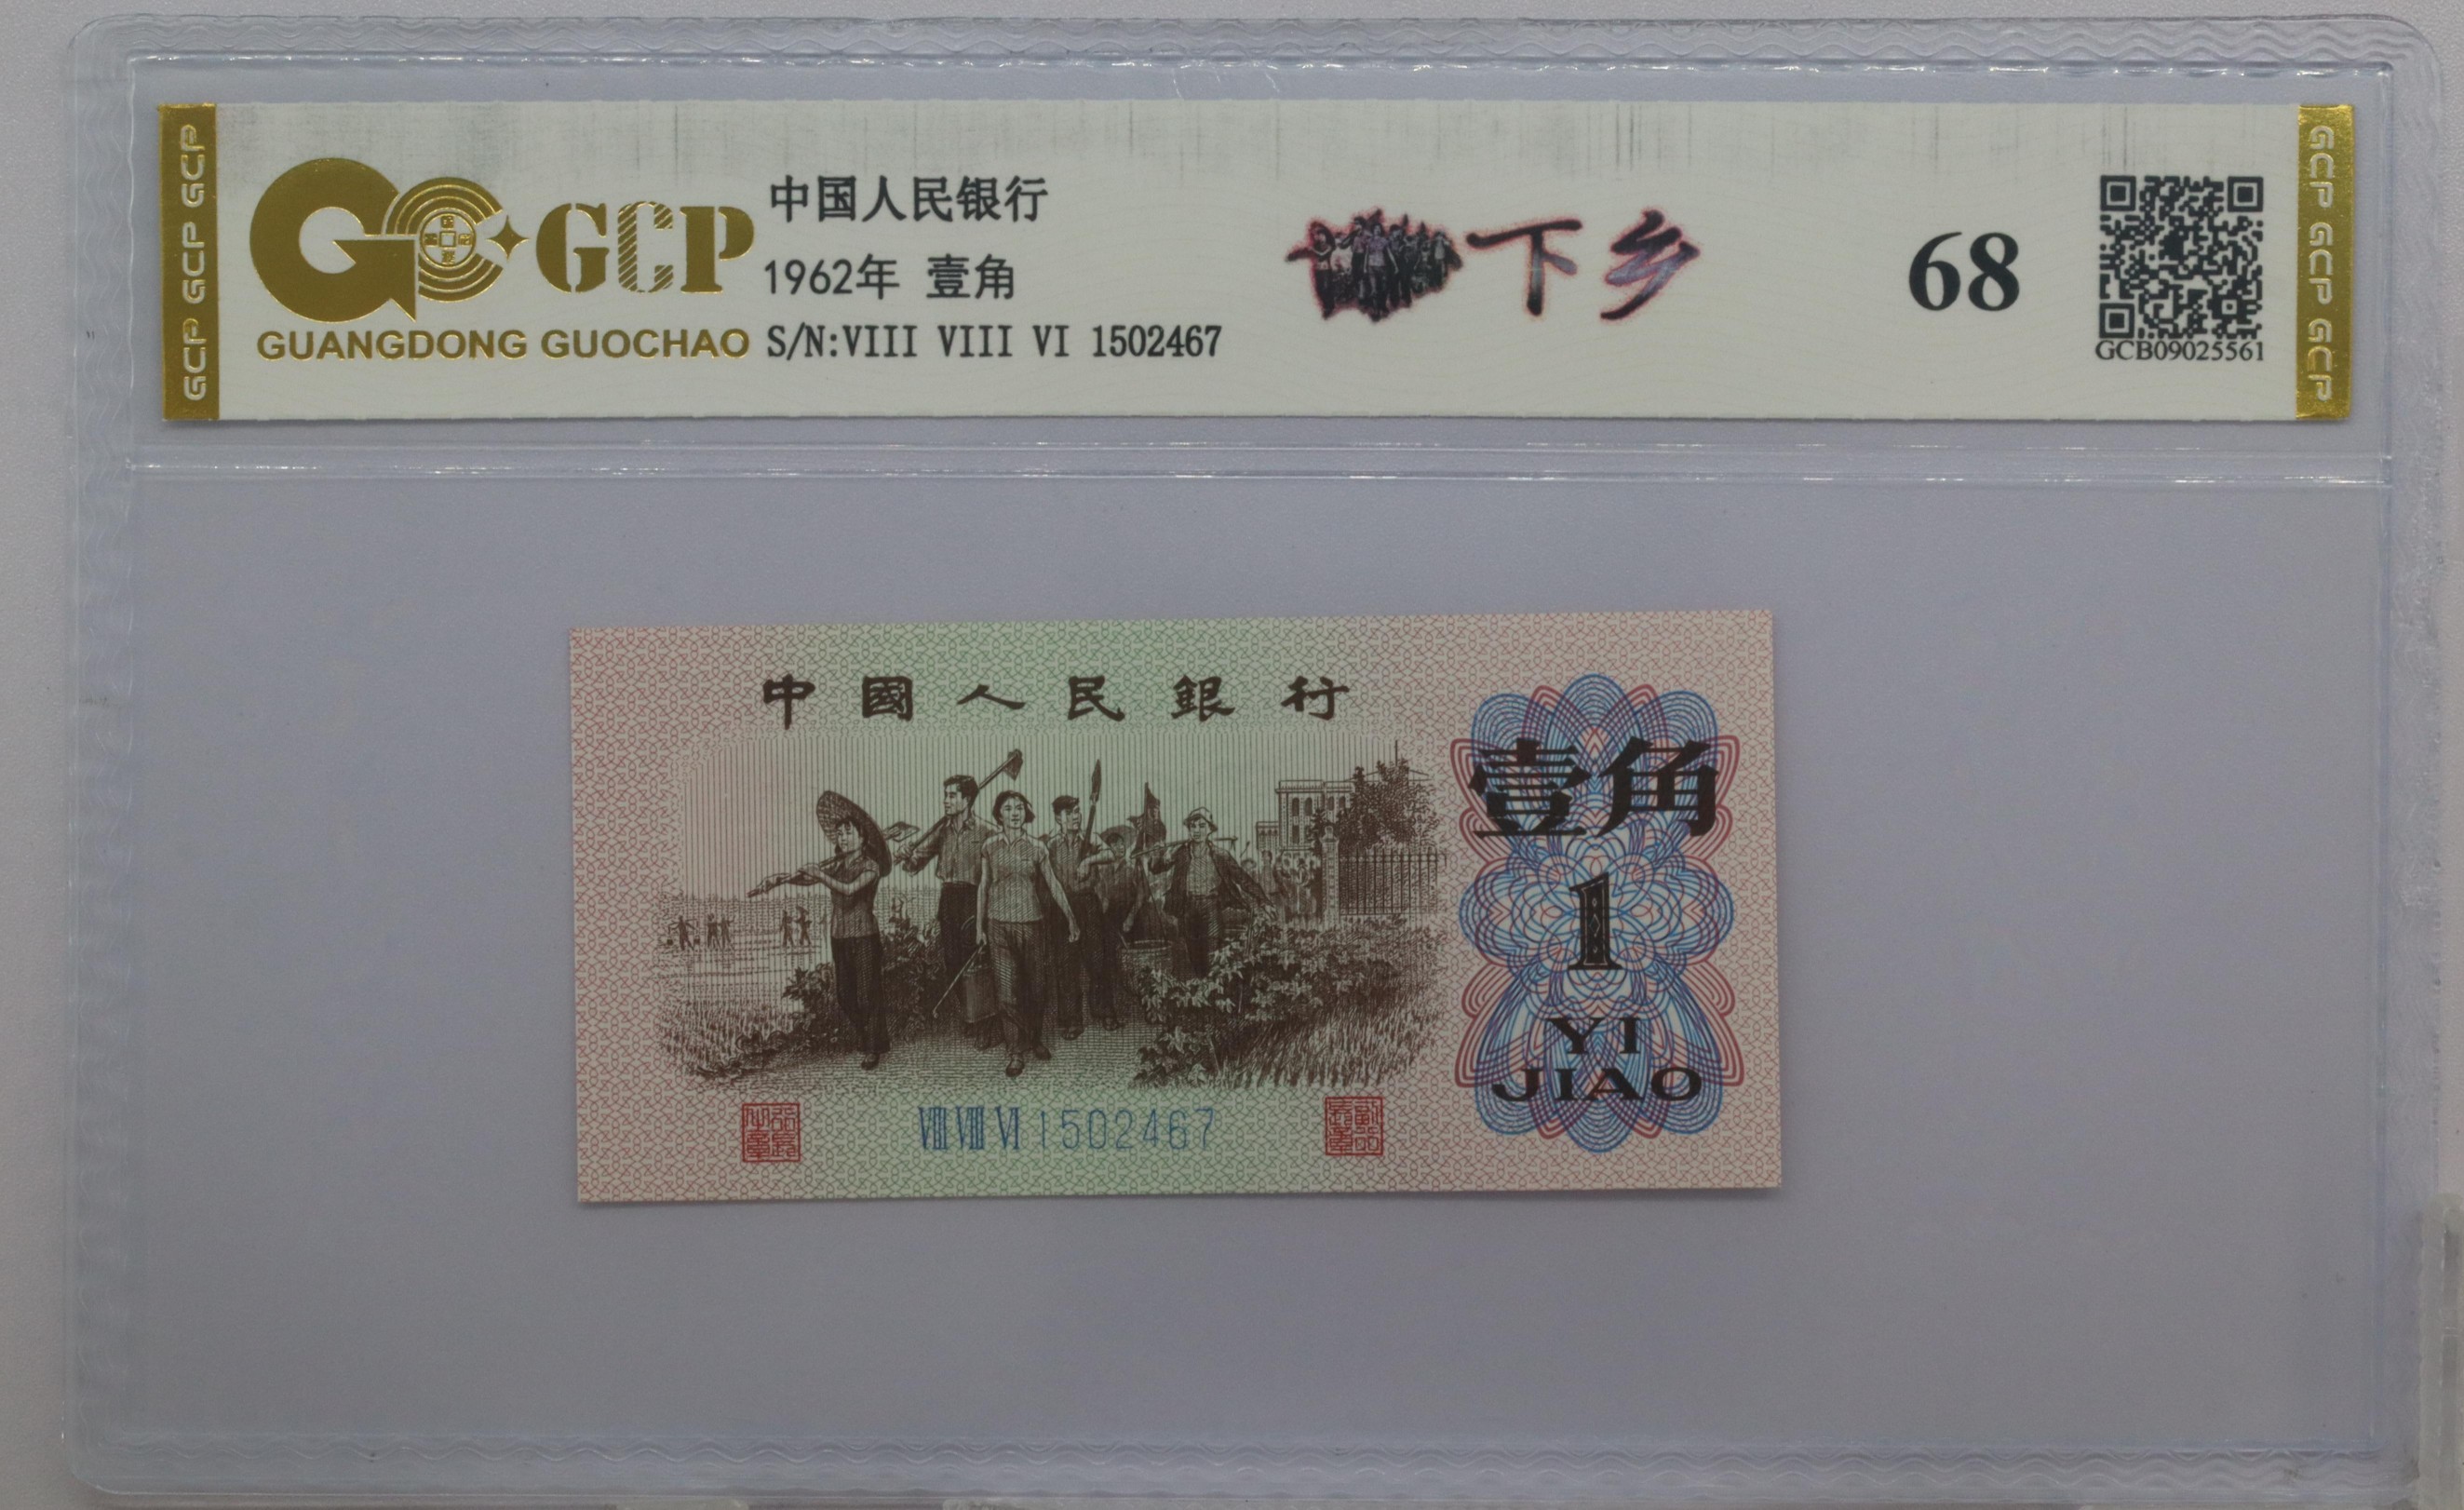 GCP GCP GCP
GCP
GUANGDONG GUOCHAO
中国人民银行
1962年 壹角
S/N:VIII VIII VI 1502467
下乡
68
GCB09025561
GCP GCP GCP
中國人民銀行
壹角
1
YI
JIAO
VIII VIII VI 1502467